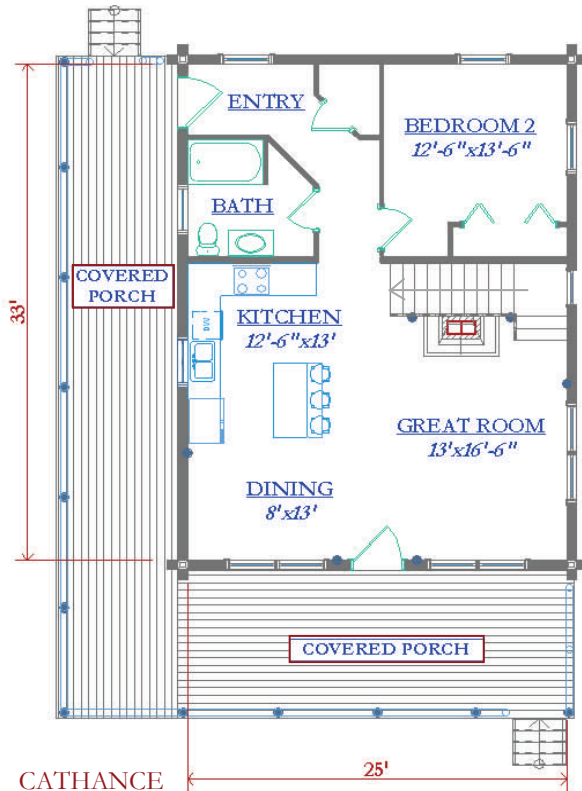 ENTRY
BEDROOM 2
12'-6"x13'-6"
BATH
COVERED
PORCH
33'
KITCHEN
12'-6"x13'
DW
GREAT ROOM
13'x16'-6"
DINING
8'x13'
COVERED PORCH
CATHANCE
25'